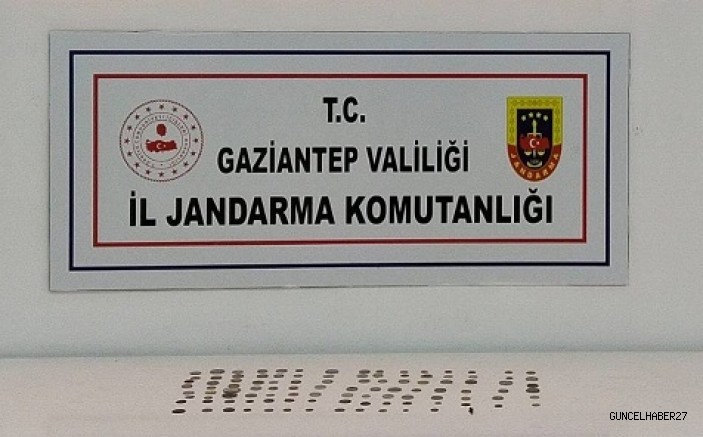 T.C.
GAZİANTEP VALİLİĞİ
İL JANDARMA KOMUTANLIĞI
JANDARMA
GUNCELHABER27